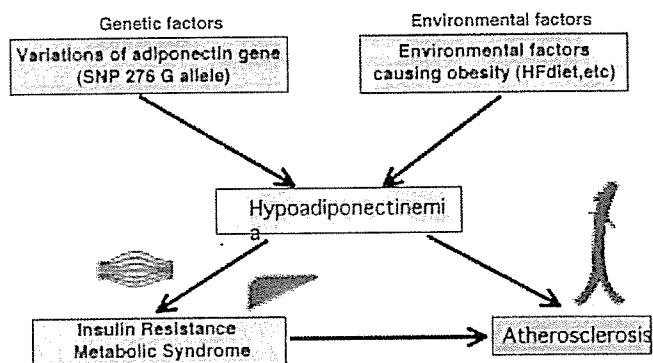 Genetic factors
Variations of adiponectin gene
(SNP 276 G allele)
Environmental factors
Environmental factors
causing obesity (HFdiet,etc)
Hypoadiponectinemi
a
Insulin Resistance
Metabolic Syndrome
Atherosclerosis